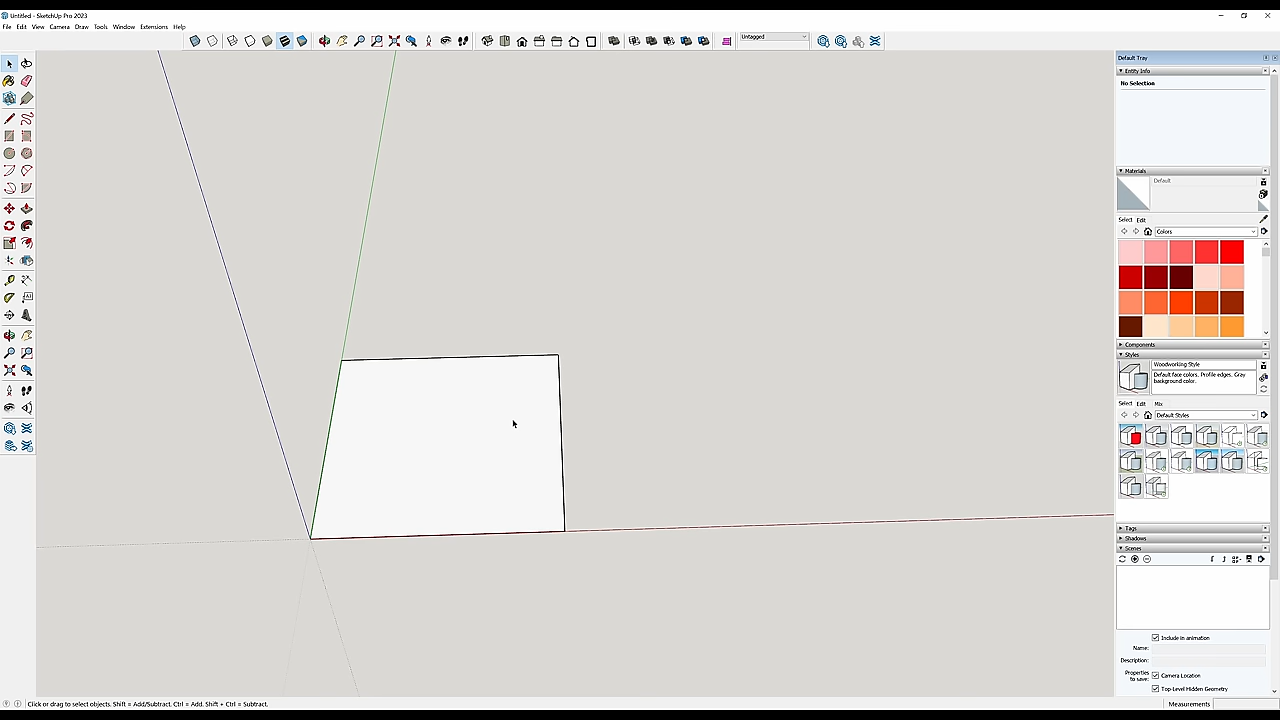 Untitled - SketchUp Pro 2023
File Edit View Camera Draw Tools Window Extensions Help
Untagged
Default Tray
Entity Info
No Selection
Materials
Default
Select Edit
Colors
Components
Styles
Woodworking Style
Default face colors. Profile edges. Gray
background color.
Select Edit Mix
Default Styles
Tags
Shadows
Scenes
Include in animation
Name:
Description:
Properties
to save:
Camera Location
Top-Level Hidden Geometry
Click or drag to select objects. Shift = Add/Subtract. Ctrl = Add. Shift + Ctrl = Subtract.
Measurements